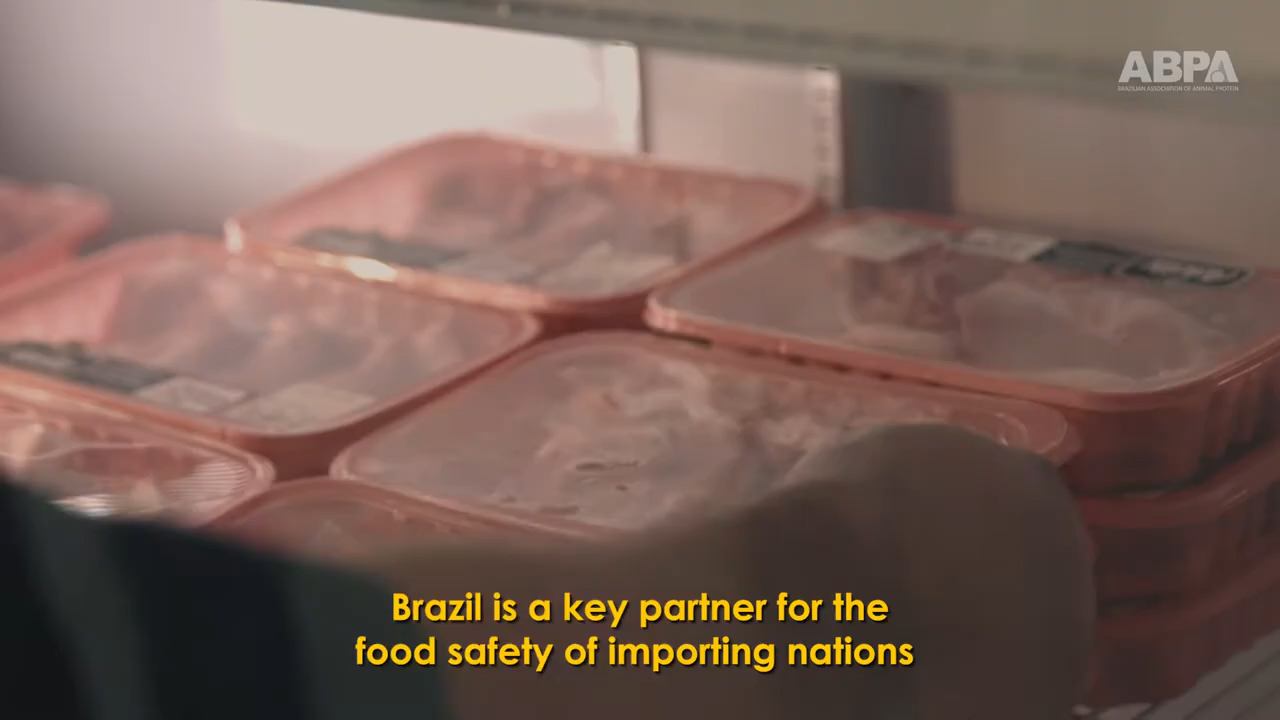 ABPA
BRAZILIAN ASSOCIATION OF ANIMAL PROTEIN
Brazil is a key partner for the
food safety of importing nations